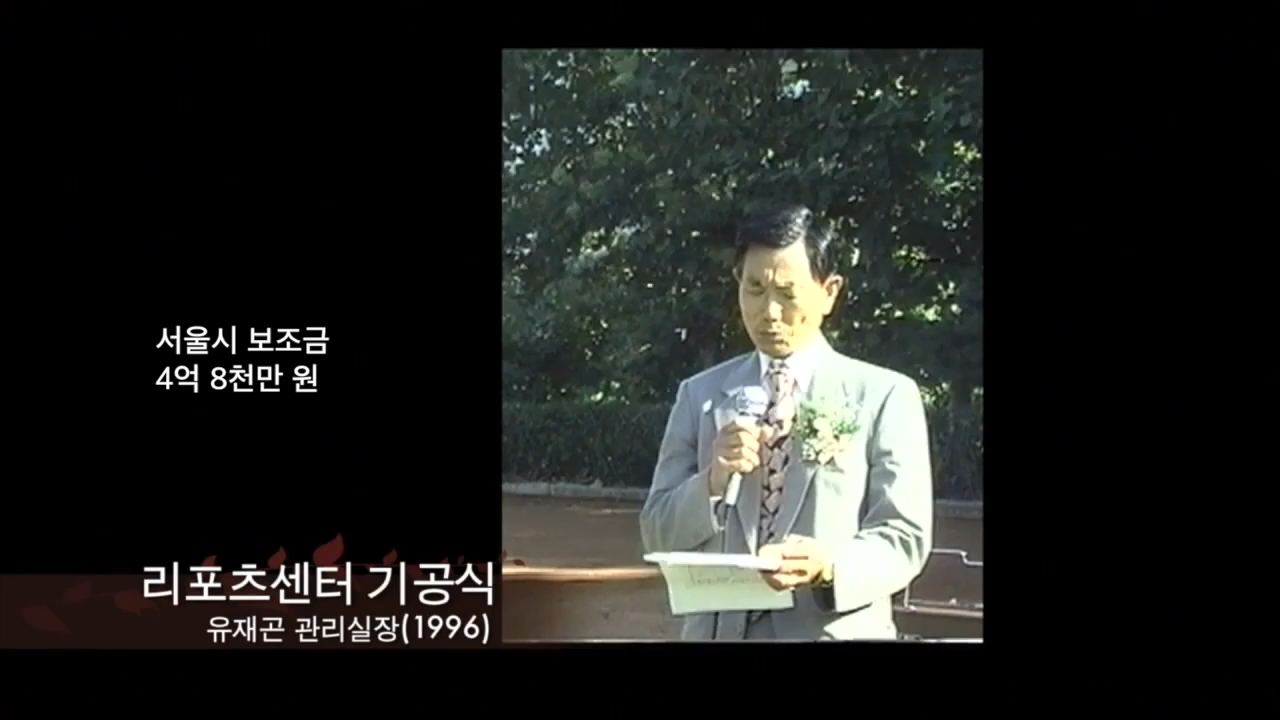 서울시 보조금
4억 8천만 원
리포츠센터 기공식
유재곤 관리실장(1996)